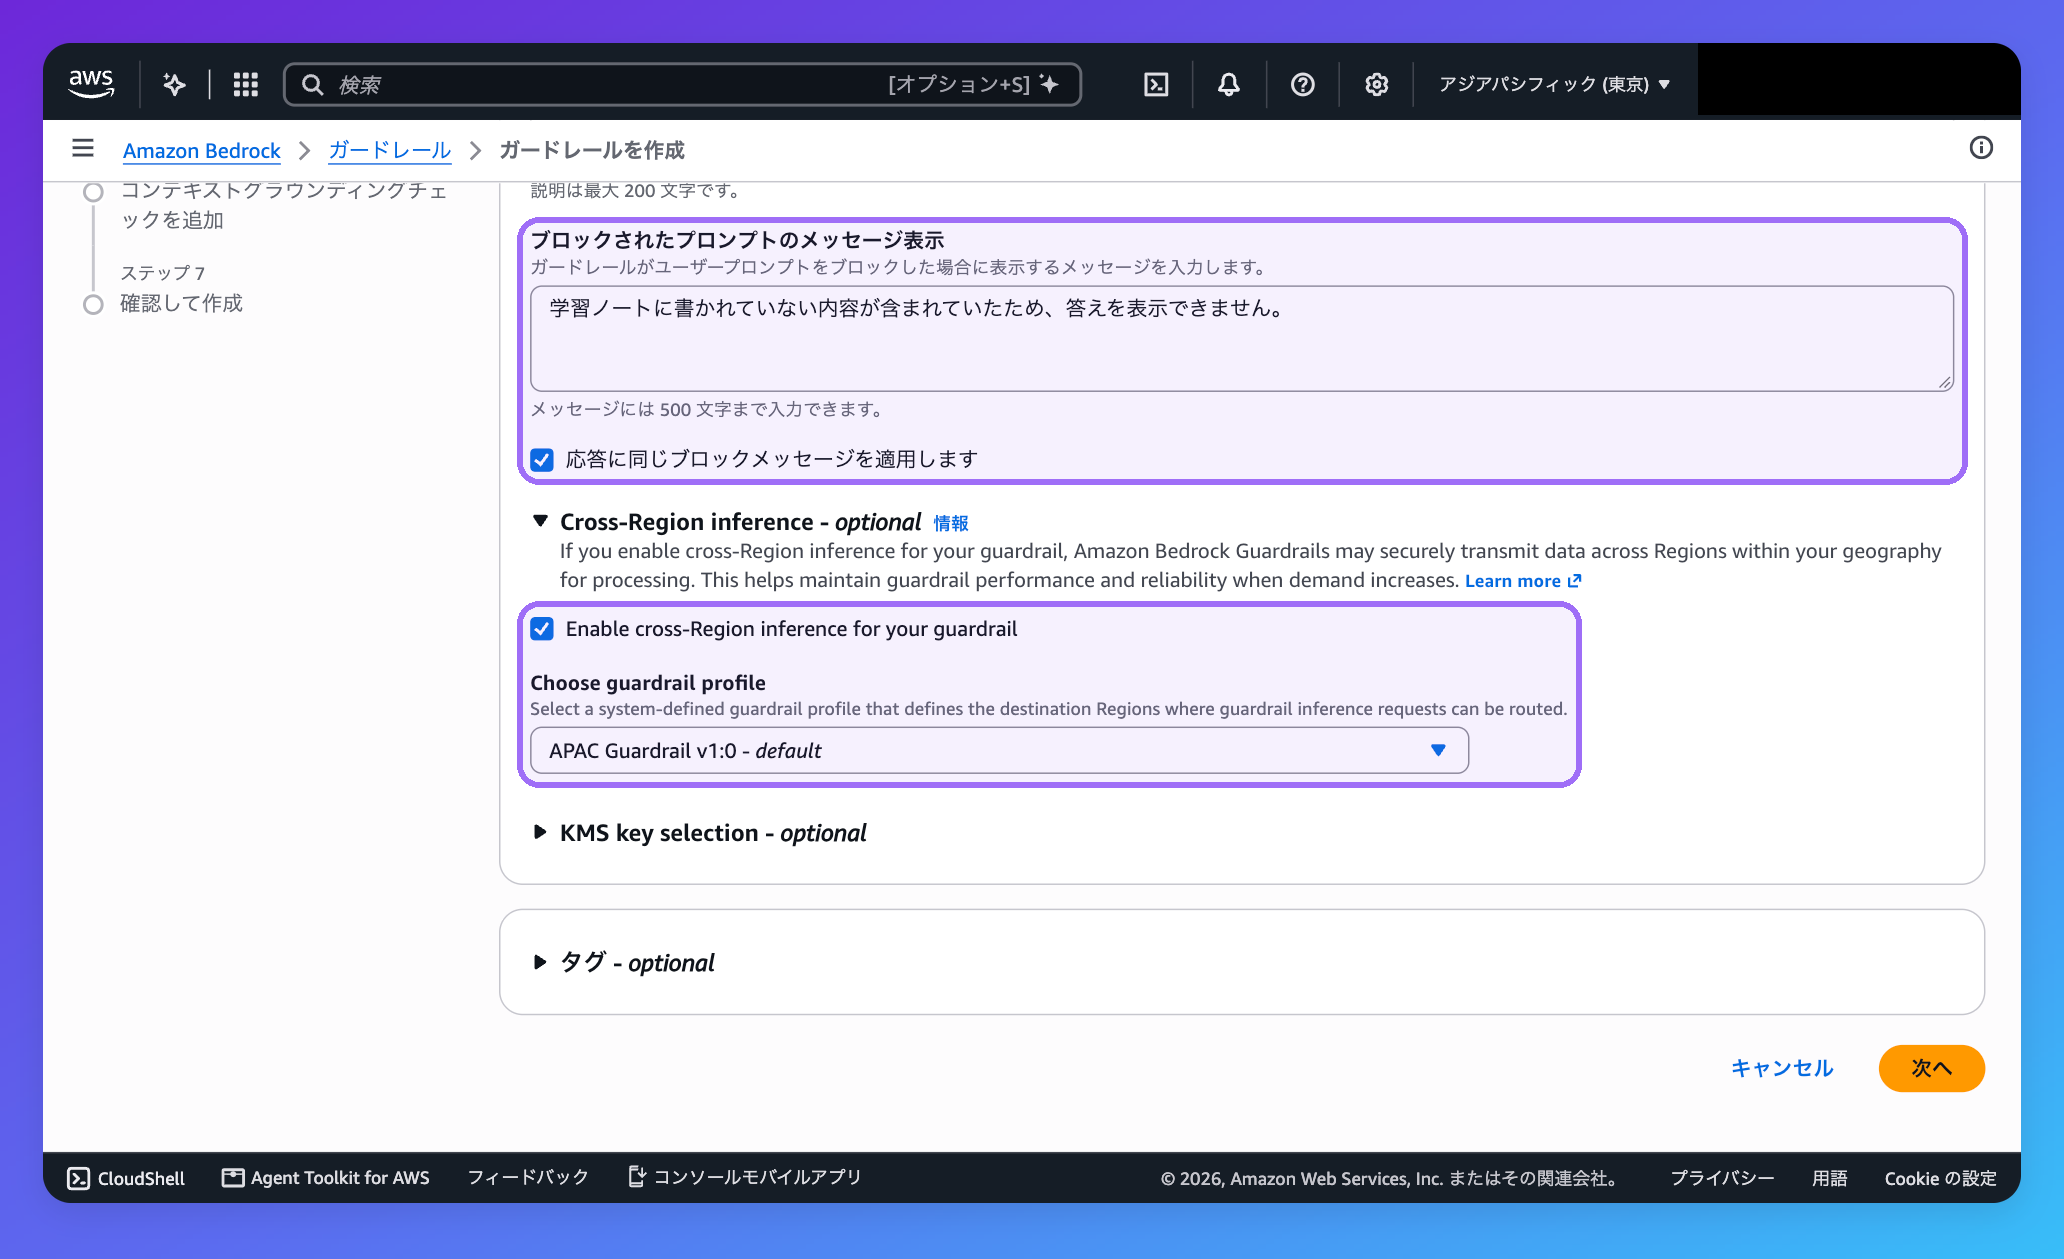 aws
検索
[オプション+S]
アジアパシフィック (東京)
Amazon Bedrock
ガードレール
ガードレールを作成
コンテキストグラウンディングチェ
ックを追加
ステップ 7
確認して作成
説明は最大 200 文字です。
ブロックされたプロンプトのメッセージ表示
ガードレールがユーザープロンプトをブロックした場合に表示するメッセージを入力します。
学習ノートに書かれていない内容が含まれていたため、答えを表示できません。
メッセージには 500 文字まで入力できます。
応答に同じブロックメッセージを適用します
Cross-Region inference - optional 情報
If you enable cross-Region inference for your guardrail, Amazon Bedrock Guardrails may securely transmit data across Regions within your geography
for processing. This helps maintain guardrail performance and reliability when demand increases. Learn more
Enable cross-Region inference for your guardrail
Choose guardrail profile
Select a system-defined guardrail profile that defines the destination Regions where guardrail inference requests can be routed.
APAC Guardrail v1:0 - default
KMS key selection - optional
タグ - optional
キャンセル
次へ
CloudShell
Agent Toolkit for AWS
フィードバック
コンソールモバイルアプリ
© 2026, Amazon Web Services, Inc. またはその関連会社。
プライバシー
用語
Cookie の設定